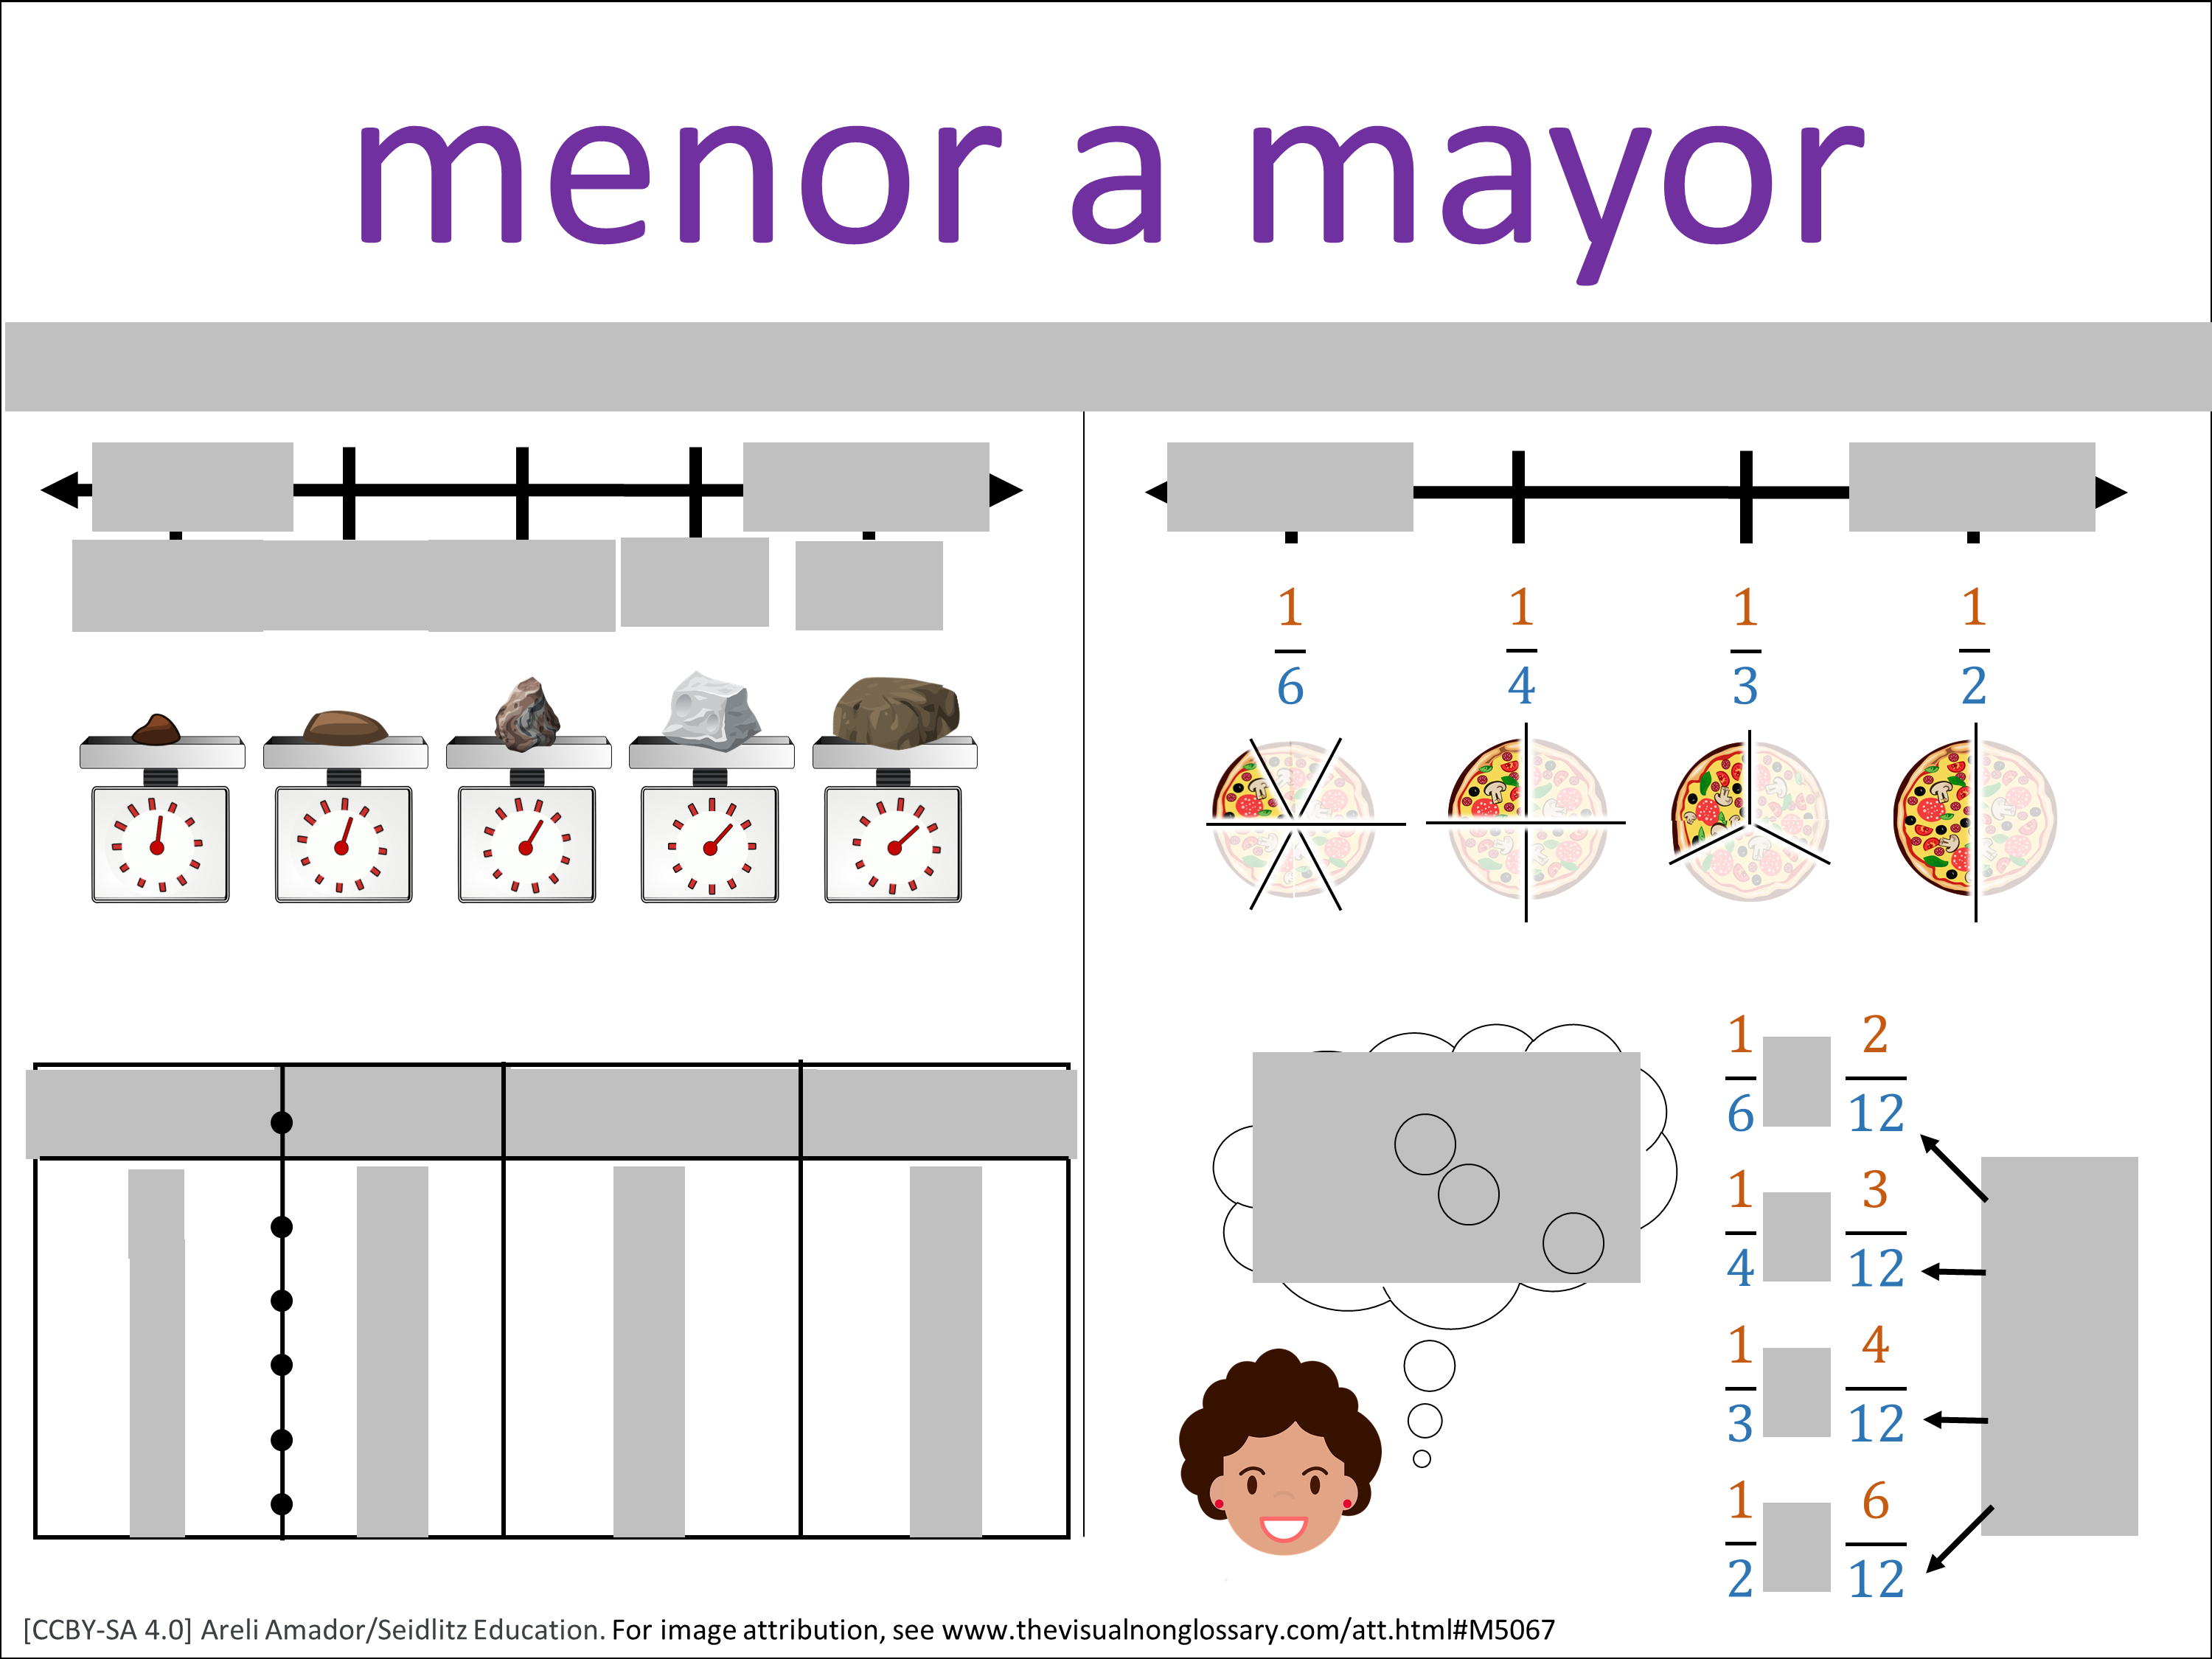 menor a mayor
1 1 1 1
6 4 3 2
1 2
6 12
1 3
4 12
1 4
3 12
1 6
2 12
[CCBY-SA 4.0] Areli Amador/Seidlitz Education. For image attribution, see www.thevisualnonglossary.com/att.html#M5067